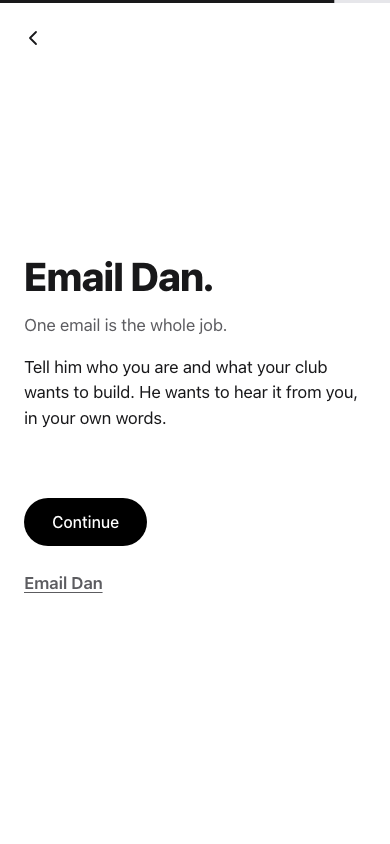 Email Dan.
One email is the whole job.
Tell him who you are and what your club
wants to build. He wants to hear it from you,
in your own words.
Continue
Email Dan